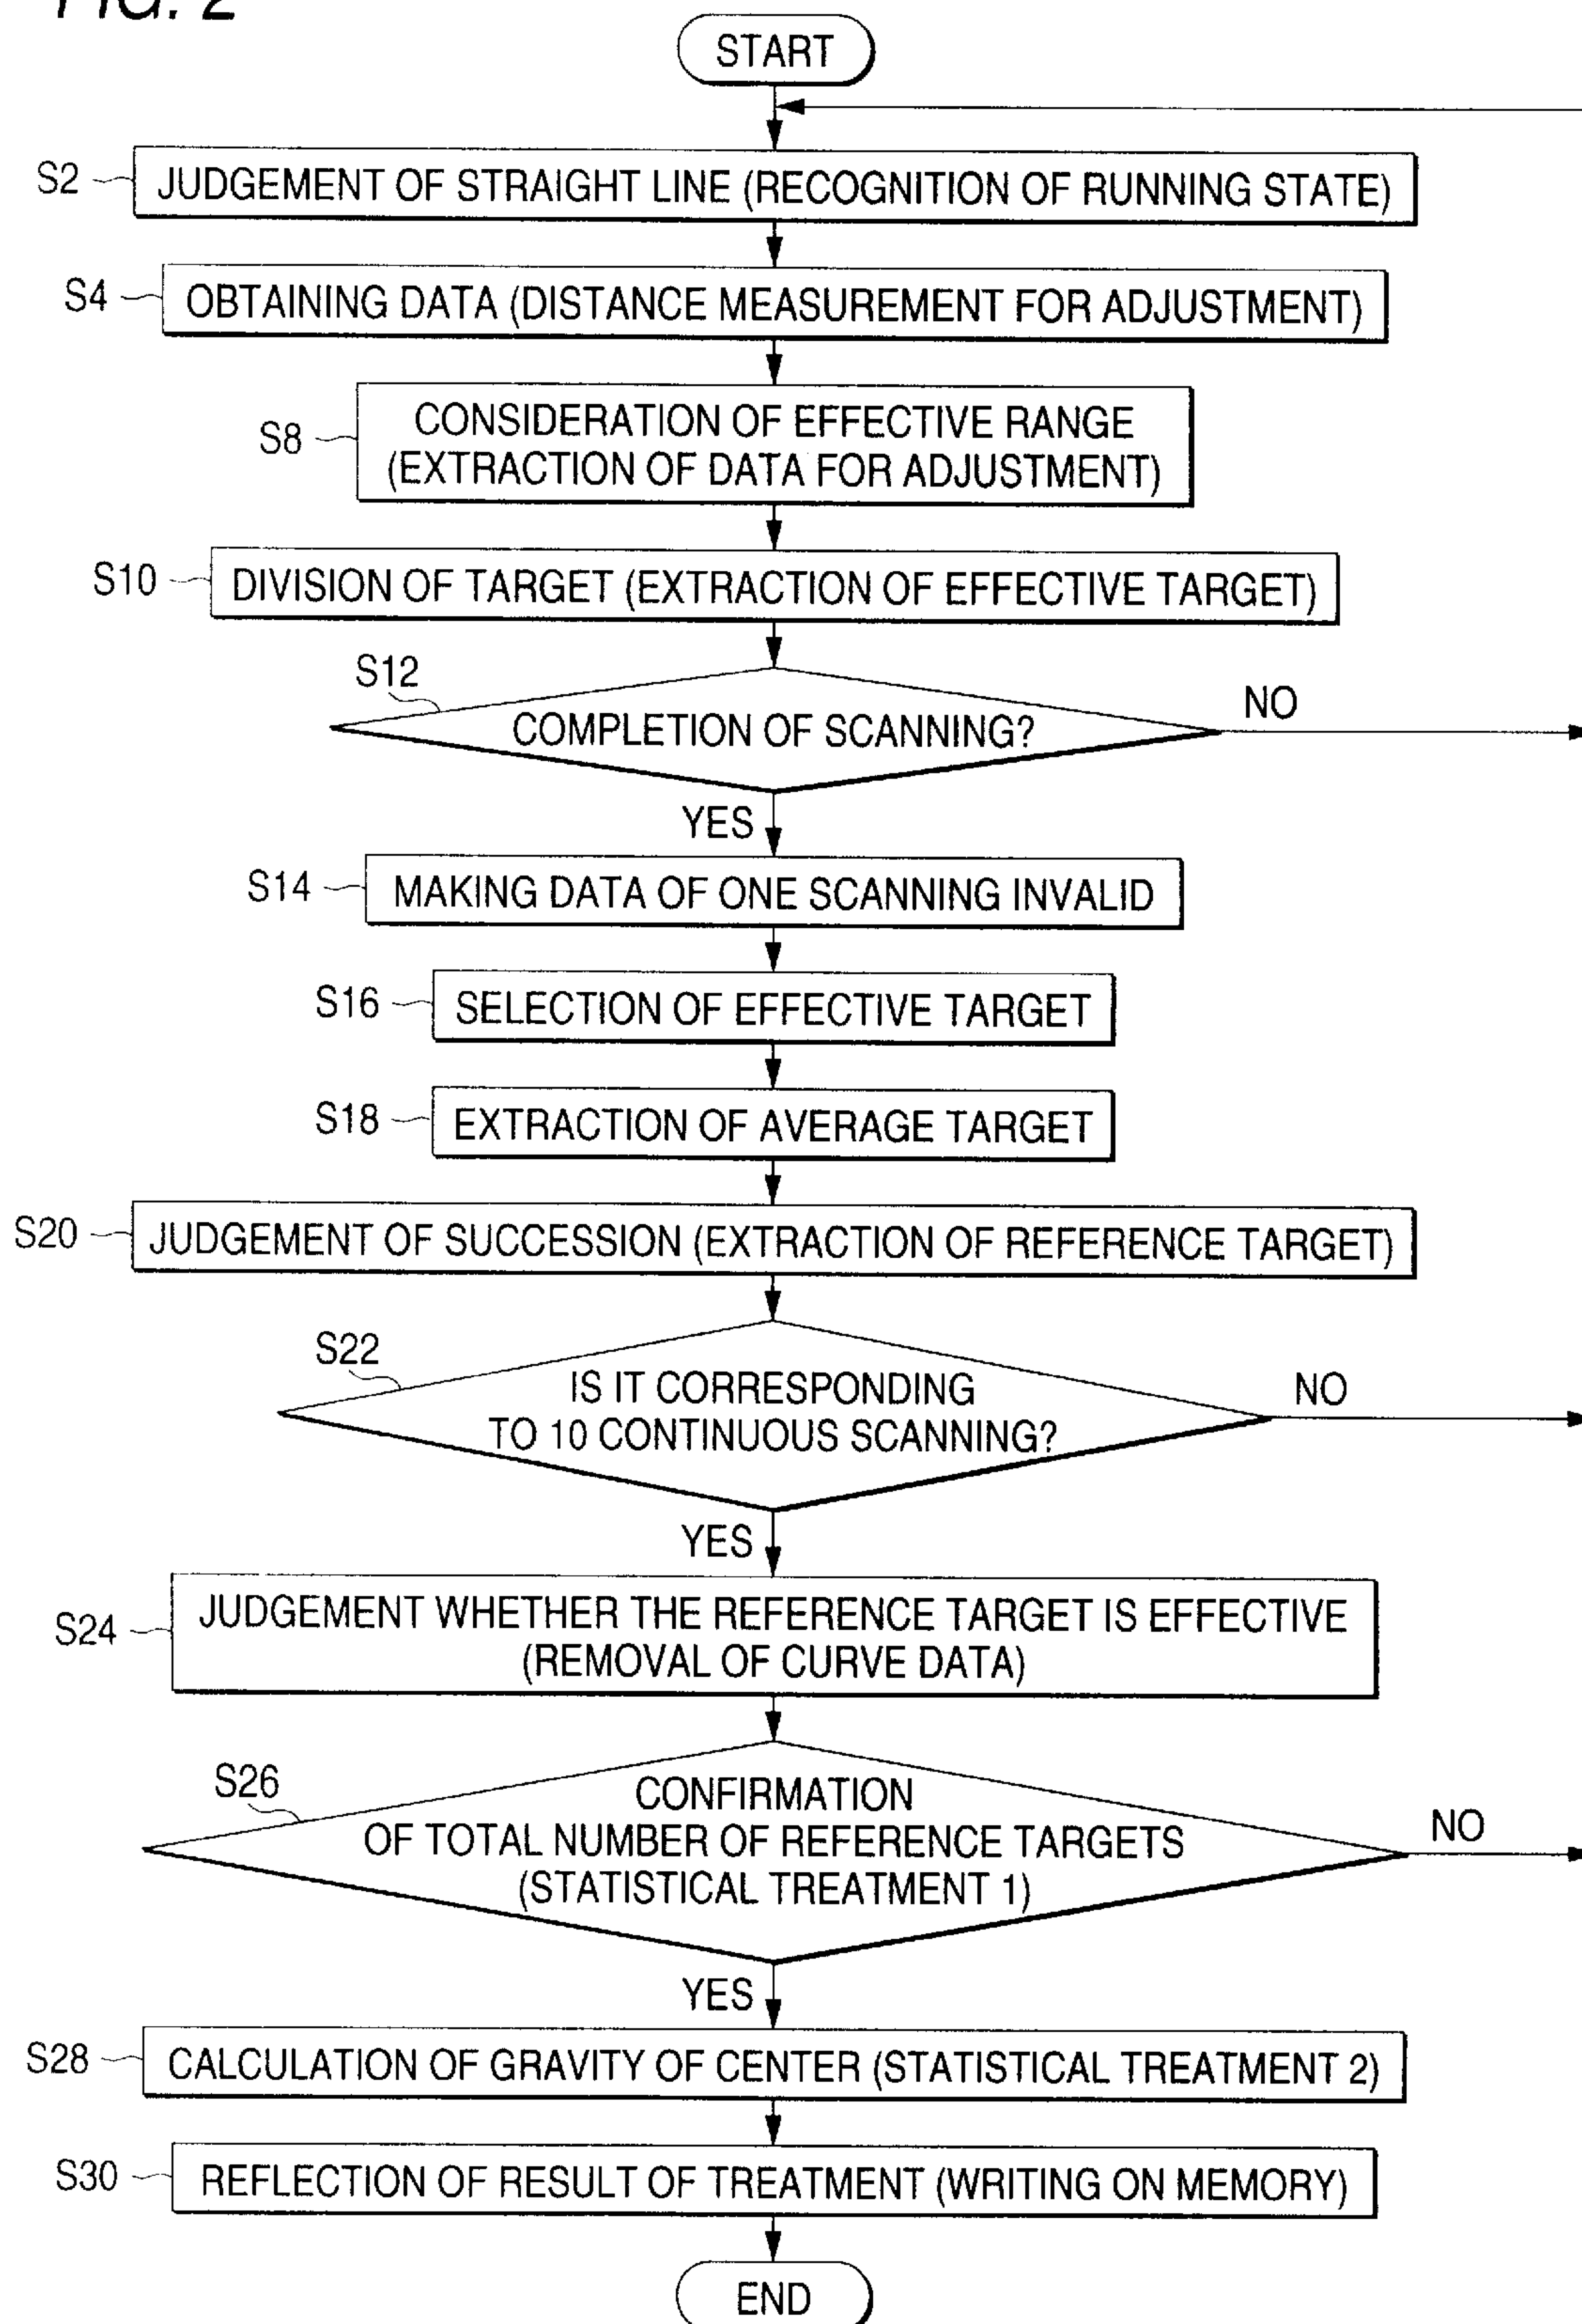 FIG. 2
START
S2
JUDGEMENT OF STRAIGHT LINE (RECOGNITION OF RUNNING STATE)
S4
OBTAINING DATA (DISTANCE MEASUREMENT FOR ADJUSTMENT)
S8
CONSIDERATION OF EFFECTIVE RANGE
(EXTRACTION OF DATA FOR ADJUSTMENT)
S10
DIVISION OF TARGET (EXTRACTION OF EFFECTIVE TARGET)
S12
COMPLETION OF SCANNING?
NO
YES
S14
MAKING DATA OF ONE SCANNING INVALID
S16
SELECTION OF EFFECTIVE TARGET
S18
EXTRACTION OF AVERAGE TARGET
S20
JUDGEMENT OF SUCCESSION (EXTRACTION OF REFERENCE TARGET)
S22
IS IT CORRESPONDING
TO 10 CONTINUOUS SCANNING?
NO
YES
S24
JUDGEMENT WHETHER THE REFERENCE TARGET IS EFFECTIVE
(REMOVAL OF CURVE DATA)
S26
CONFIRMATION
OF TOTAL NUMBER OF REFERENCE TARGETS
(STATISTICAL TREATMENT 1)
NO
YES
S28
CALCULATION OF GRAVITY OF CENTER (STATISTICAL TREATMENT 2)
S30
REFLECTION OF RESULT OF TREATMENT (WRITING ON MEMORY)
END